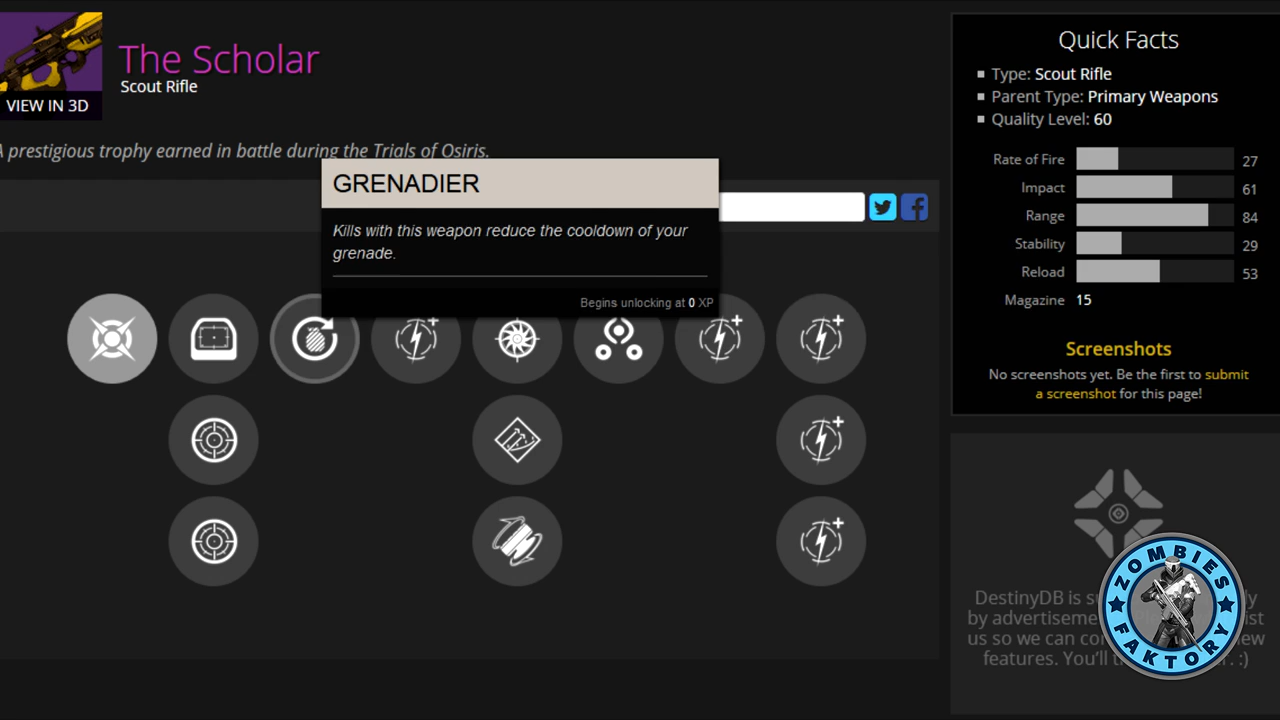 The Scholar
Scout Rifle
VIEW IN 3D
A prestigious trophy earned in battle during the Trials of Osiris.
GRENADIER
Kills with this weapon reduce the cooldown of your
grenade.
Begins unlocking at 0 XP
Quick Facts
Type: Scout Rifle
Parent Type: Primary Weapons
Quality Level: 60
Rate of Fire 27
Impact 61
Range 84
Stability 29
Reload 53
Magazine 15
Screenshots
No screenshots yet. Be the first to submit
a screenshot for this page!
DestinyDB is
by advertiseme
us so we can
features. You'll :)
ZOMBIES
FAKTORY